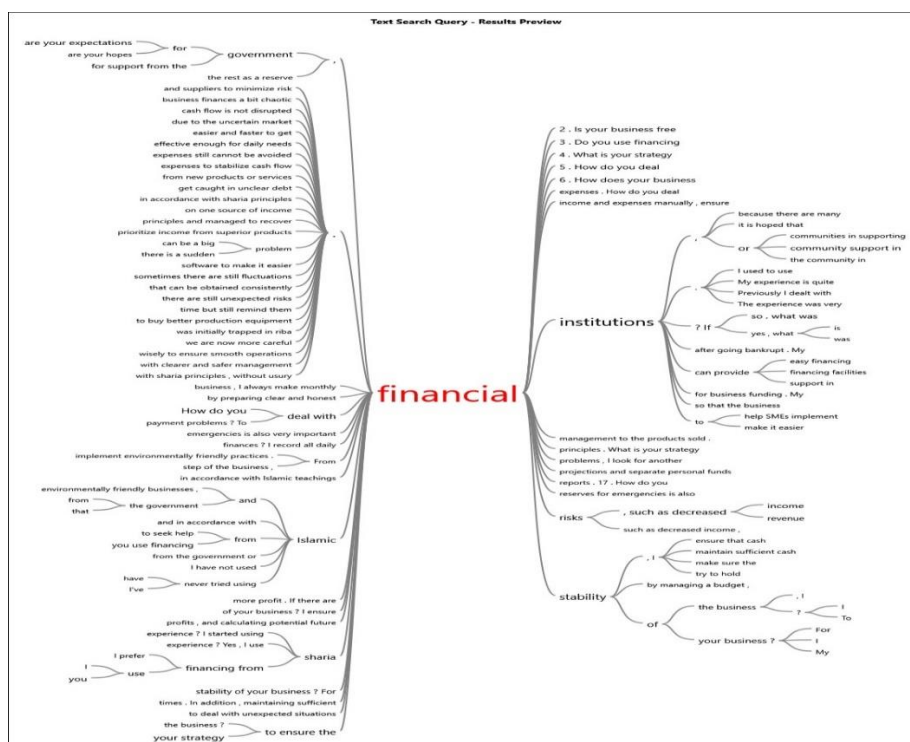 Text Search Query - Results Preview
are your expectations
are your hopes
for
government
for support from the
,
the rest as a reserve
and suppliers to minimize risk
business finances a bit chaotic
cash flow is not disrupted
due to the uncertain market
easier and faster to get
effective enough for daily needs
expenses still cannot be avoided
expenses to stabilize cash flow
from new products or services
get caught in unclear debt
in accordance with sharia principles
on one source of income
principles and managed to recover
prioritize income from superior products
.
can be a big
there is a sudden
problem
software to make it easier
sometimes there are still fluctuations
that can be obtained consistently
there are still unexpected risks
time but still remind them
to buy better production equipment
was initially trapped in riba
we are now more careful
wisely to ensure smooth operations
with clearer and safer management
with sharia principles , without usury
business , I always make monthly
by preparing clear and honest
How do you
payment problems ? To
deal with
emergencies is also very important
finances ? I record all daily
implement environmentally friendly practices .
step of the business ,
From
in accordance with Islamic teachings
environmentally friendly businesses ,
from
that
the government
and
and in accordance with
to seek help
you use financing
from
Islamic
from the government or
I have not used
have
I've
never tried using
more profit . If there are
of your business ? I ensure
profits , and calculating potential future
experience ? I started using
experience ? Yes , I use
sharia
I prefer
I
you
use
financing from
stability of your business ? For
times . In addition , maintaining sufficient
to deal with unexpected situations
the business ?
your strategy
to ensure the
financial
2 . Is your business free
3 . Do you use financing
4 . What is your strategy
5 . How do you deal
6 . How does your business
expenses . How do you deal
income and expenses manually , ensure
institutions
,
because there are many
it is hoped that
or
communities in supporting
community support in
the community in
.
I used to use
My experience is quite
Previously I dealt with
The experience was very
? If
so . what was
yes , what
is
was
after going bankrupt . My
can provide
easy financing
financing facilities
support in
for business funding . My
so that the business
to
help SMEs implement
make it easier
management to the products sold .
principles . What is your strategy
problems , I look for another
projections and separate personal funds
reports . 17 . How do you
reserves for emergencies is also
risks
, such as decreased
income
revenue
such as decreased income ,
stability
, I
ensure that cash
maintain sufficient cash
make sure the
try to hold
by managing a budget ,
of
the business
, I
?
I
To
your business ?
For
I
My